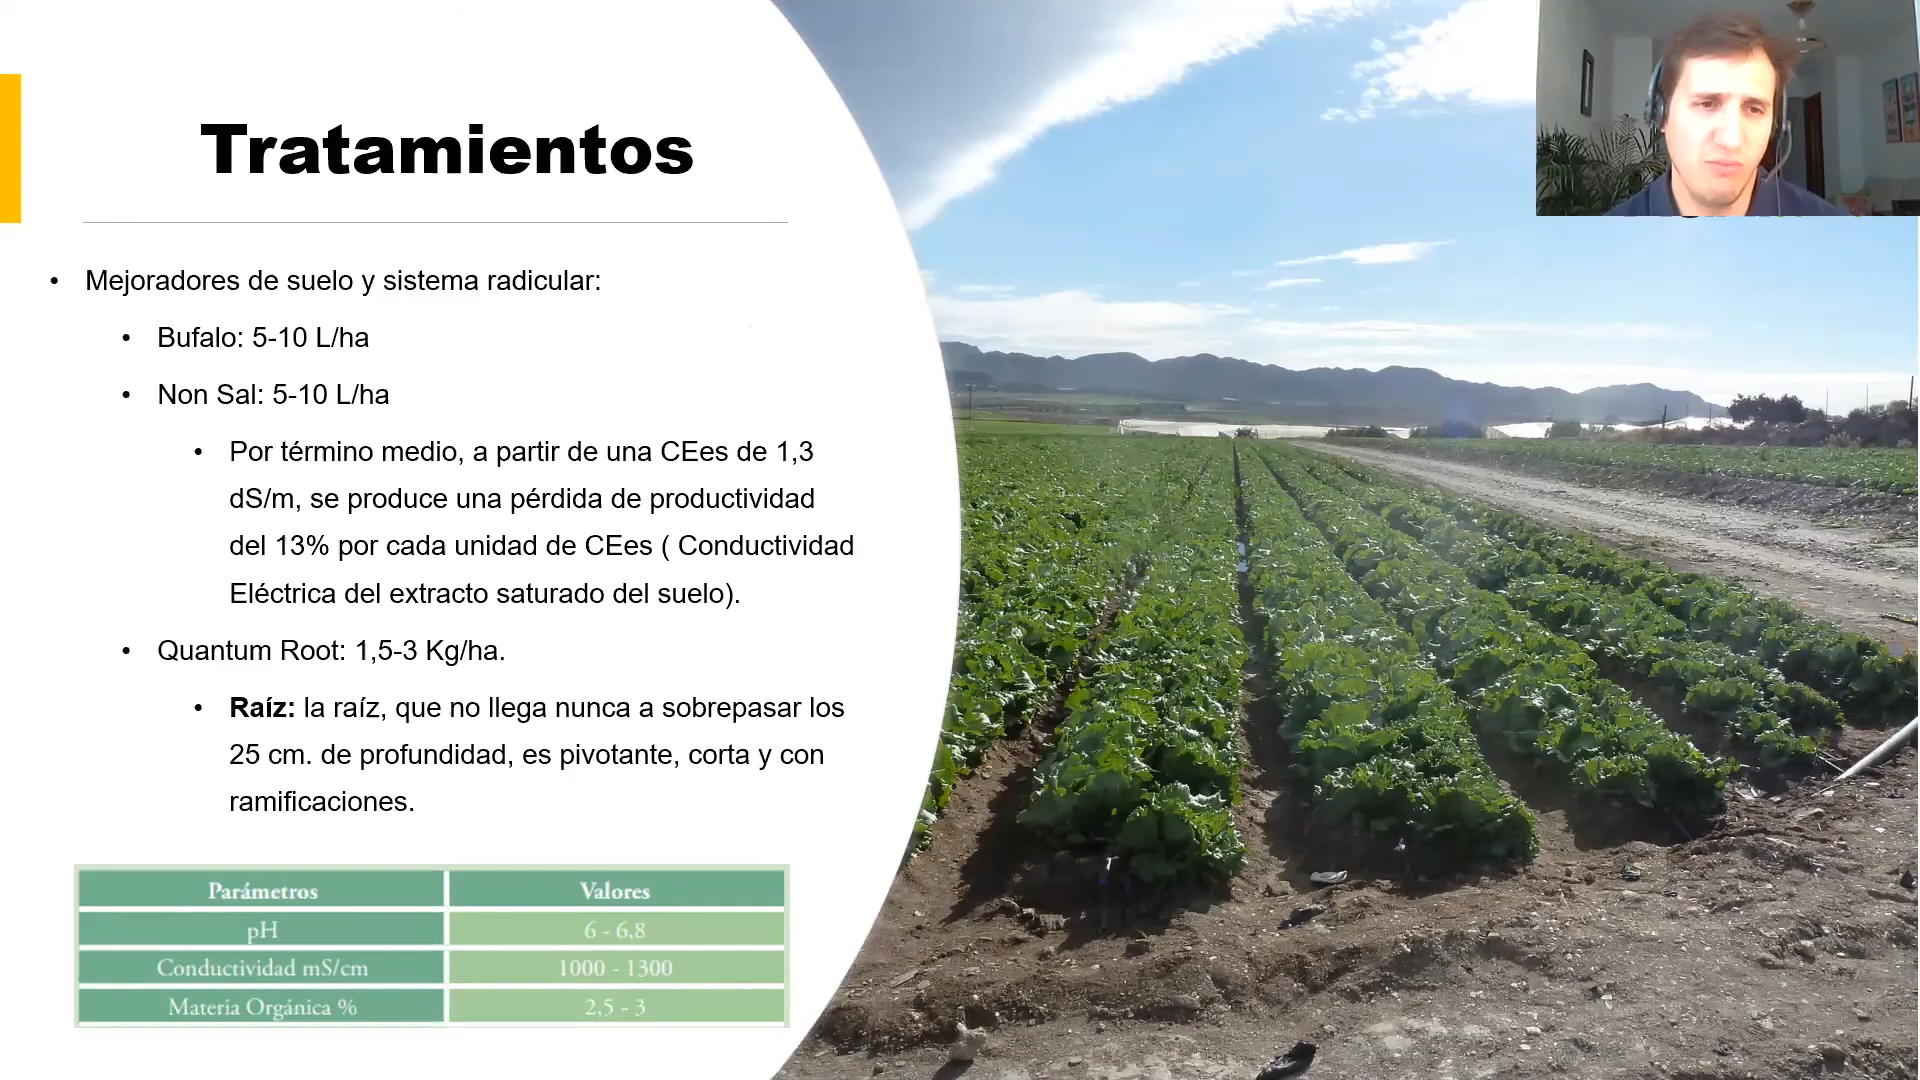 Tratamientos
• Mejoradores de suelo y sistema radicular:
• Bufalo: 5-10 L/ha
• Non Sal: 5-10 L/ha
• Por término medio, a partir de una CEes de 1,3
dS/m, se produce una pérdida de productividad
del 13% por cada unidad de CEes ( Conductividad
Eléctrica del extracto saturado del suelo).
• Quantum Root: 1,5-3 Kg/ha.
• Raíz: la raíz, que no llega nunca a sobrepasar los
25 cm. de profundidad, es pivotante, corta y con
ramificaciones.
Parámetros Valores
pH 6 - 6,8
Conductividad mS/cm 1000 - 1300
Materia Orgánica % 2,5 - 3